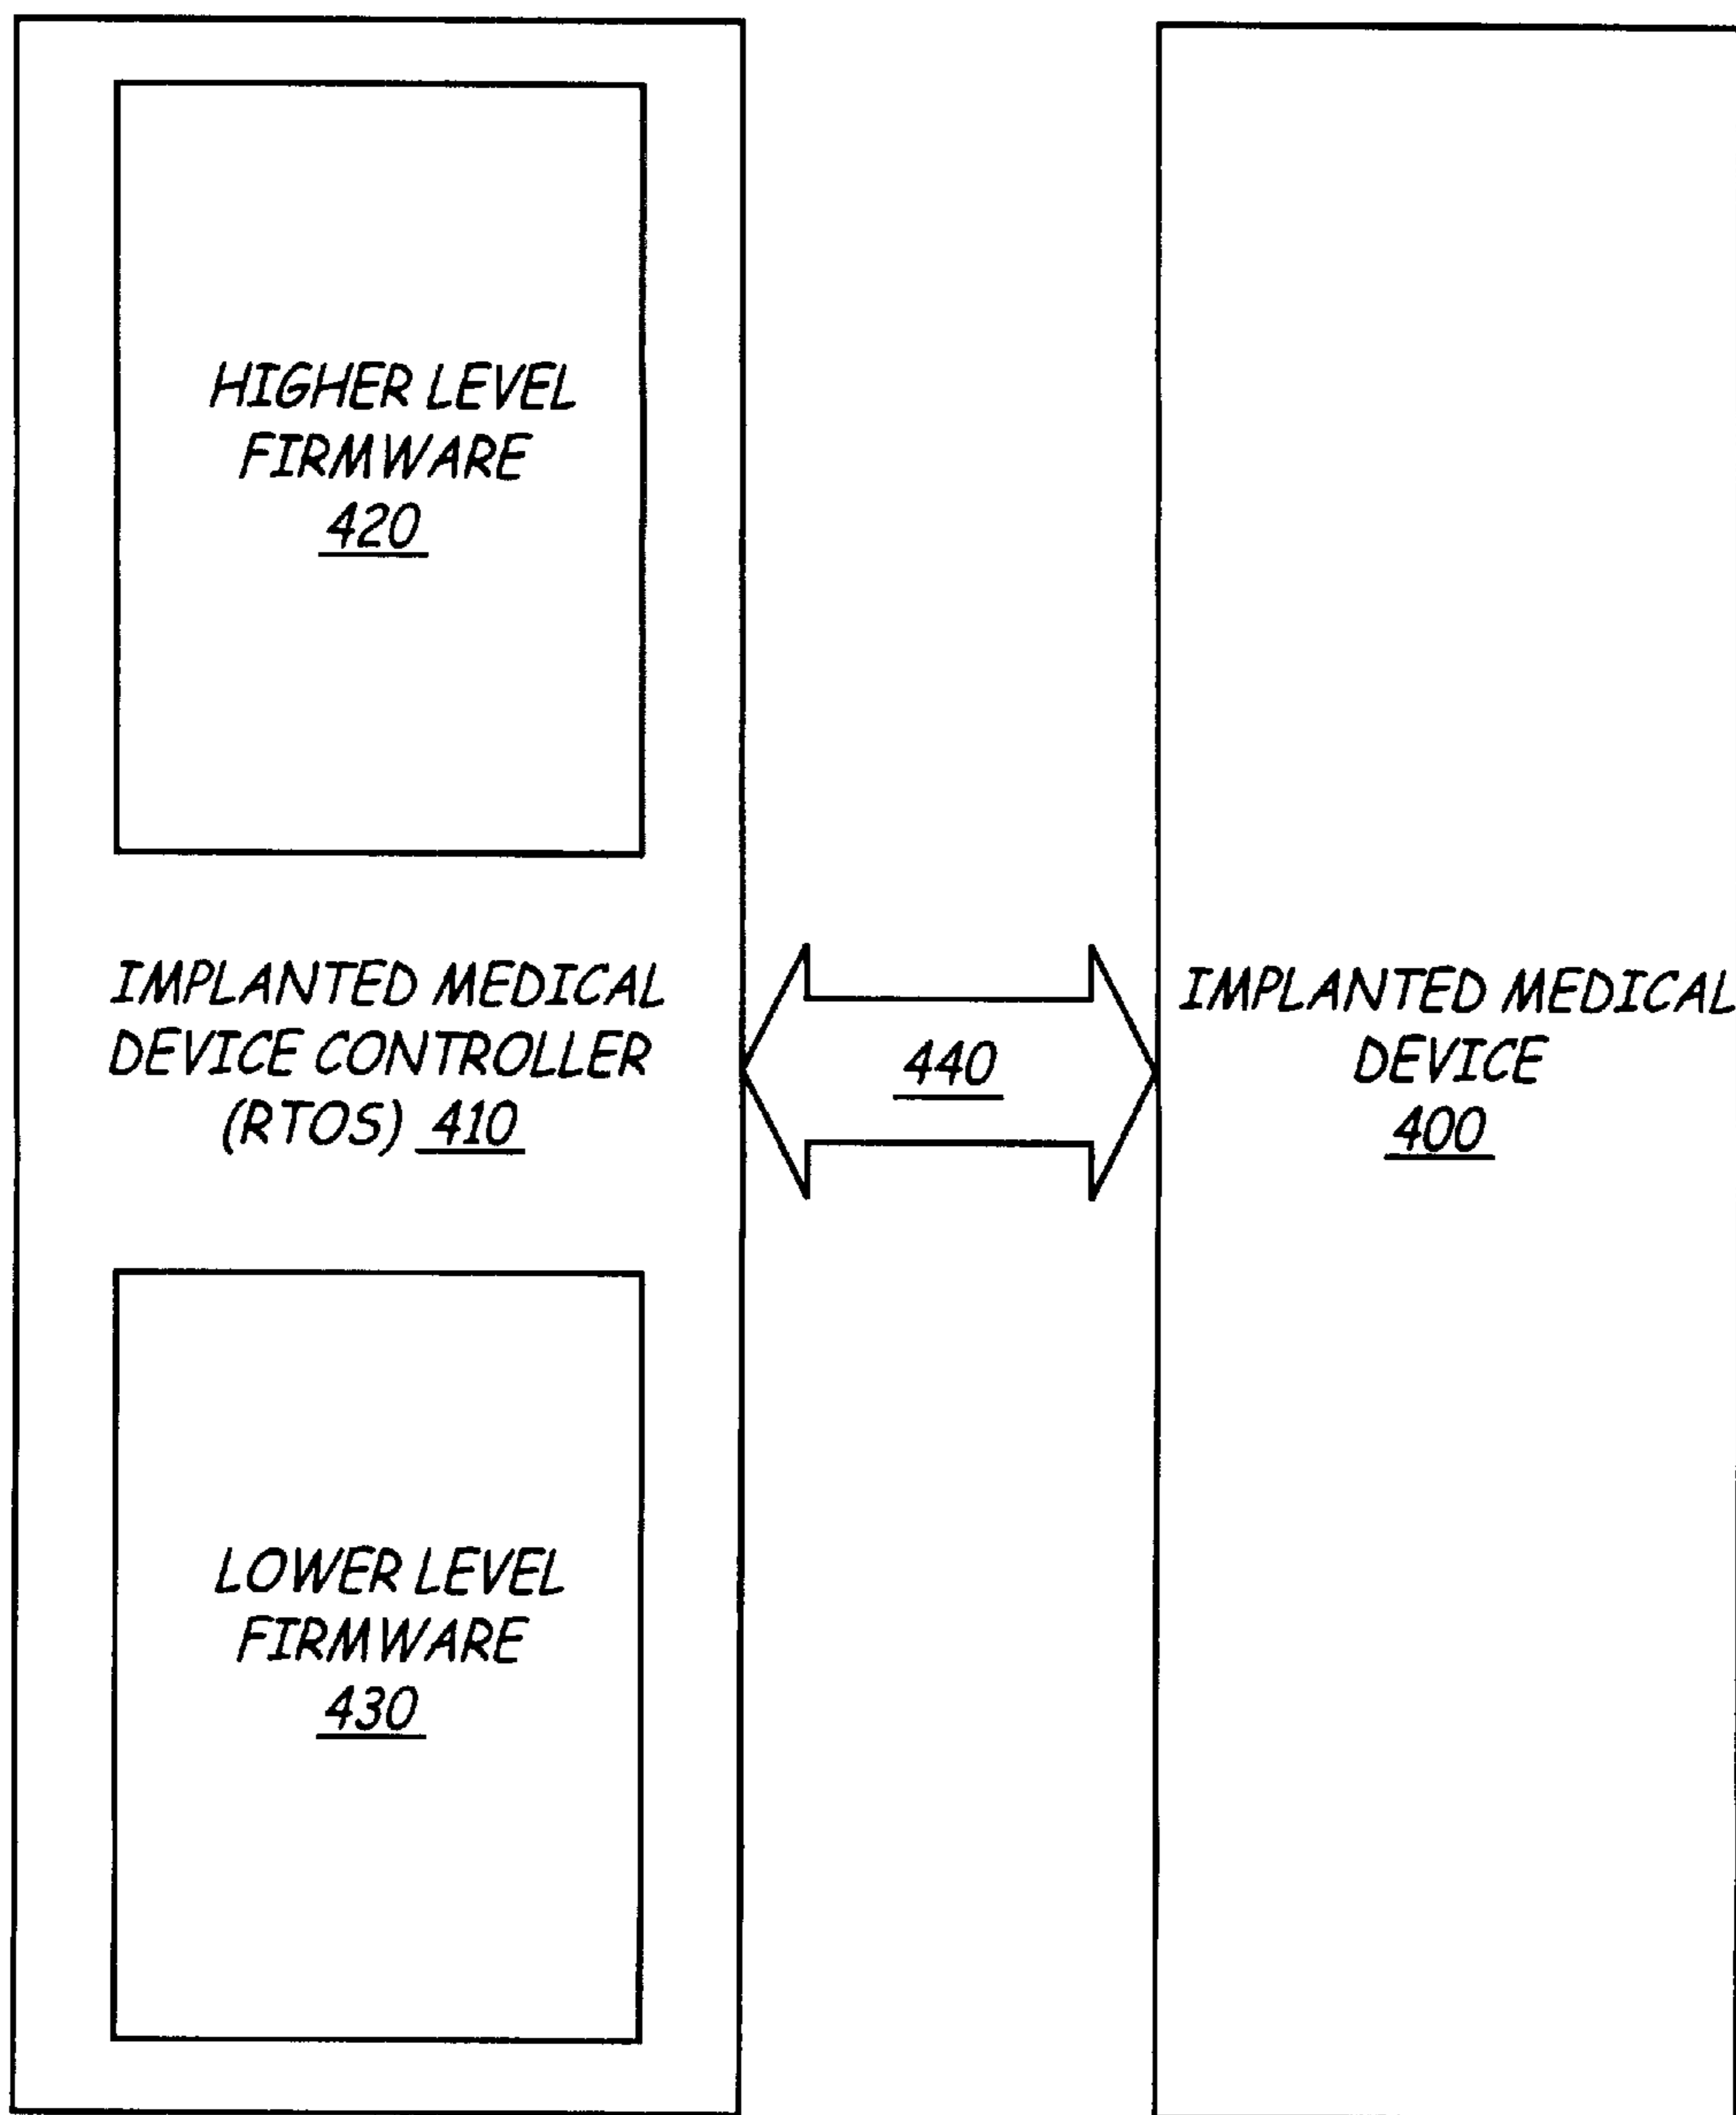 HIGHER LEVEL
FIRMWARE
420
IMPLANTED MEDICAL
DEVICE CONTROLLER
(RTOS) 410
440
IMPLANTED MEDICAL
DEVICE
400
LOWER LEVEL
FIRMWARE
430